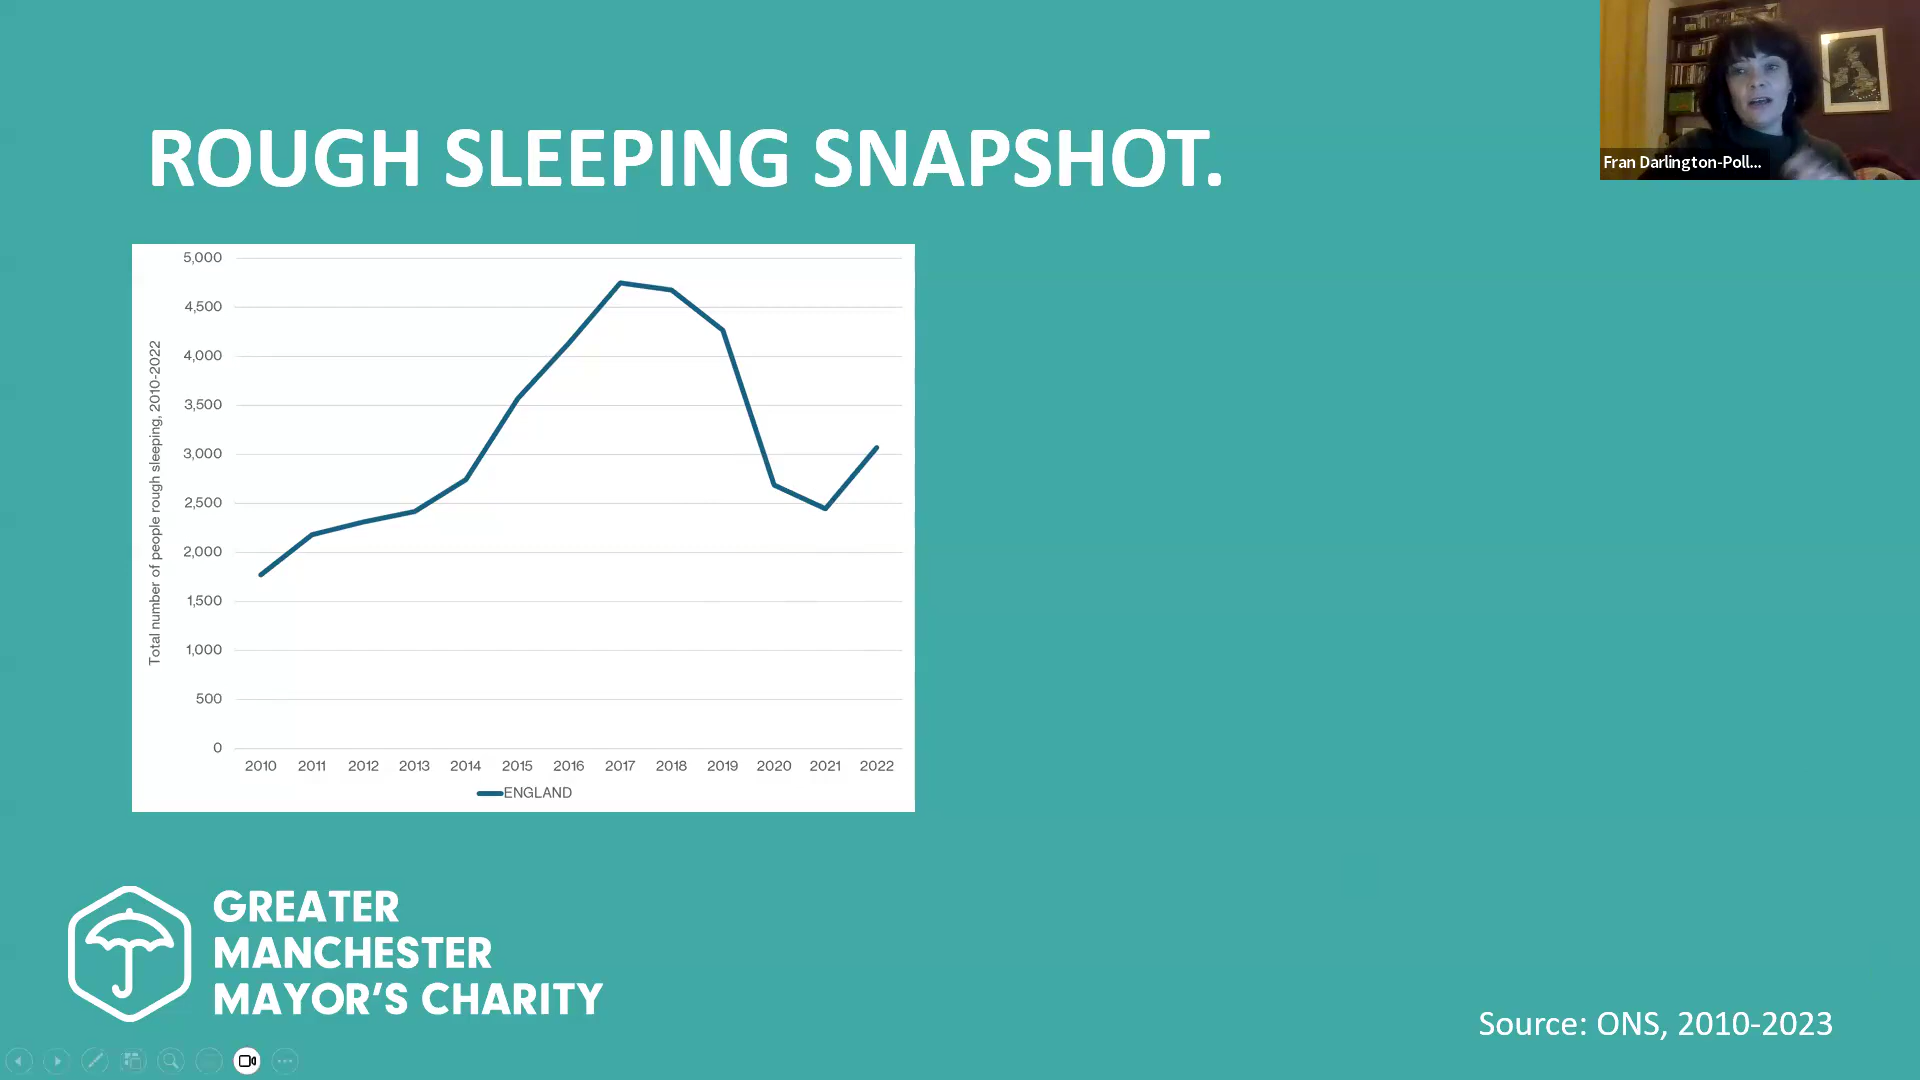 ROUGH SLEEPING SNAPSHOT.
Fran Darlington-Poll...
Total number of people rough sleeping, 2010-2022
5,000
4,500
4,000
3,500
3,000
2,500
2,000
1,500
1,000
500
0
2010 2011 2012 2013 2014 2015 2016 2017 2018 2019 2020 2021 2022
ENGLAND
GREATER
MANCHESTER
MAYOR'S CHARITY
Source: ONS, 2010-2023